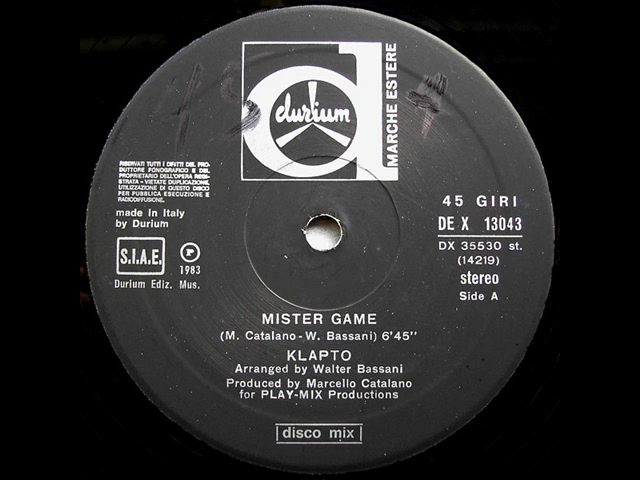 durium
MARCHE ESTERE
RISERVATI TUTTI I DIRITTI DEL PRO-
DUTTORE FONOGRAFICO E DEL
PROPRIETARIO DELL'OPERA REGI-
STRATA - VIETATE DUPLICAZIONE,
UTILIZZAZIONE DI QUESTO DISCO
PER PUBBLICA ESECUZIONE E
RADIODIFFUSIONE.
made in Italy
by Durium
S.I.A.E.
P
1983
Durium Ediz. Mus.
45 GIRI
DE X 13043
DX 35530 st.
(14219)
stereo
Side A
MISTER GAME
(M. Catalano - W. Bassani) 6'45"
KLAPTO
Arranged by Walter Bassani
Produced by Marcello Catalano
for PLAY-MIX Productions
disco mix